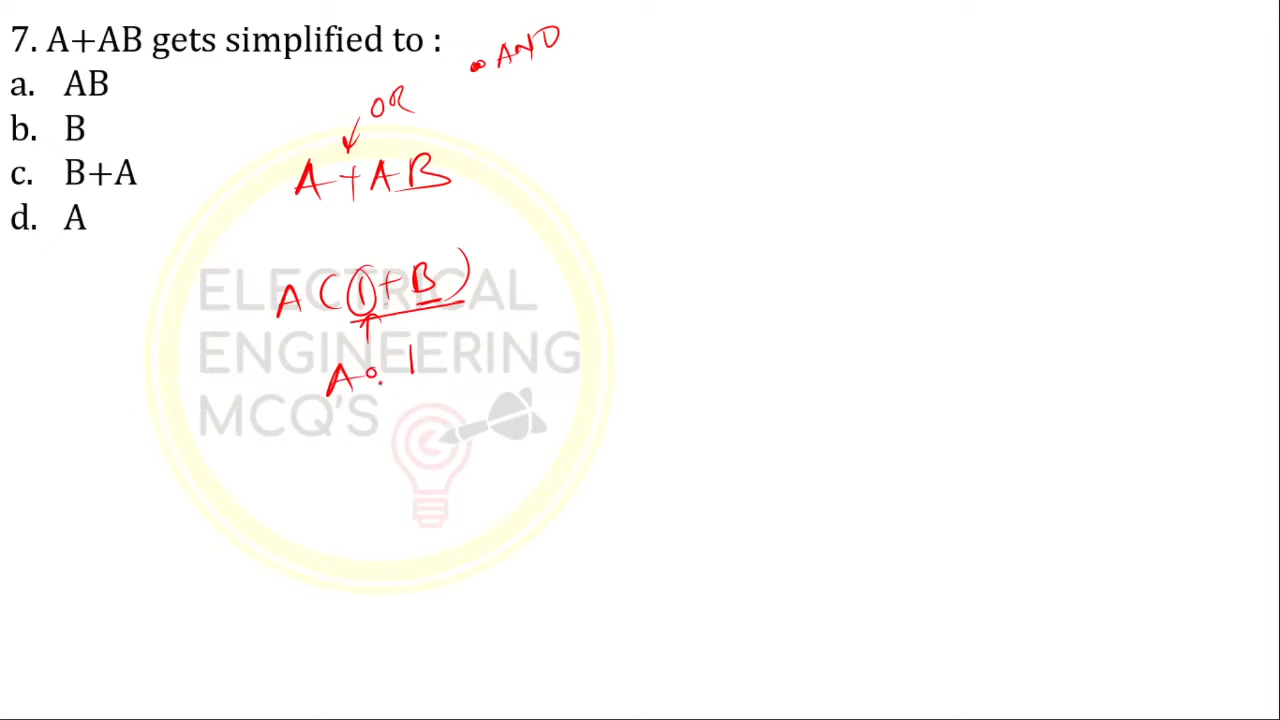 7. A+AB gets simplified to :
• AND
a. AB
OR
b. B
A+AB
c. B+A
d. A
A(1+B)
ELECTRICAL
ENGINEERING
A . 1
MCQ'S